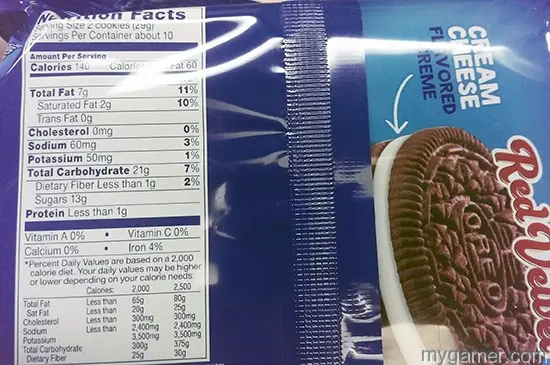 Facts
Size 2 cookies (29g)
Servings Per Container about 10
Amount Per Serving
Calories 140 Calories Fat 60
Total Fat 7g 11%
Saturated Fat 2g 10%
Trans Fat 0g
Cholesterol 0mg 0%
Sodium 60mg 3%
Potassium 50mg 1%
Total Carbohydrate 21g 7%
Dietary Fiber Less than 1g 2%
Sugars 13g
Protein Less than 1g
Vitamin A 0% • Vitamin C 0%
Calcium 0% • Iron 4%
*Percent Daily Values are based on a 2,000
calorie diet. Your daily values may be higher
or lower depending on your calorie needs:
Calories: 2,000 2,500
Total Fat Less than 65g 80g
Sat Fat Less than 20g 25g
Cholesterol Less than 300mg 300mg
Sodium Less than 2,400mg 2,400mg
Potassium 3,500mg 3,500mg
Total Carbohydrate 300g 375g
Dietary Fiber 25g 30g
CREAM
CHEESE
FLAVORED
CREME
Red Velve
mygamer.com